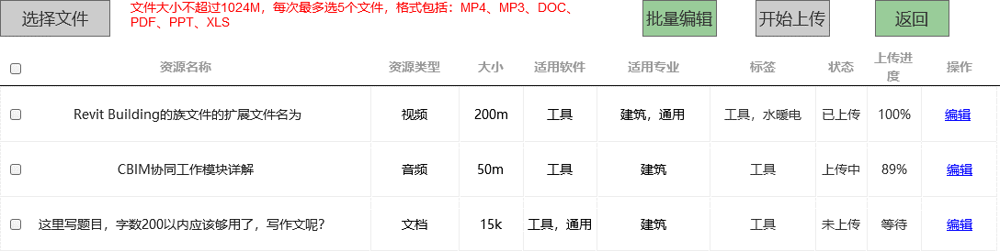 选择文件
文件大小不超过1024M，每次最多选5个文件，格式包括：MP4、MP3、DOC、
PDF、PPT、XLS
批量编辑
开始上传
返回
资源名称 资源类型 大小 适用软件 适用专业 标签 状态 上传进
度 操作
Revit Building的族文件的扩展文件名为 视频 200m 工具 建筑，通用 工具，水暖电 已上传 100% 编辑
CBIM协同工作模块详解 音频 50m 工具 建筑 工具 上传中 89% 编辑
这里写题目，字数200以内应该够用了，写作文呢? 文档 15k 工具，通用 建筑 工具 未上传 等待 编辑